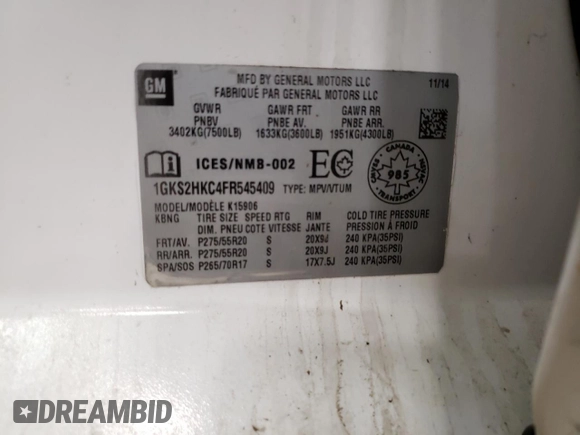 GM
MFD BY GENERAL MOTORS LLC 11/14
FABRIQUÉ PAR GENERAL MOTORS LLC
GVWR GAWR FRT GAWR RR
PNBV PNBE AV. PNBE ARR.
3402KG(7500LB) 1633KG(3600LB) 1951KG(4300LB)
ICES/NMB-002 EC
CANADA
985
TRANSPORT
1GKS2HKC4FR545409 TYPE: MPV/VTUM
MODEL/MODÈLE K15906
KBNG TIRE SIZE SPEED RTG RIM COLD TIRE PRESSURE
DIM. PNEU COTE VITESSE JANTE PRESSION À FROID
FRT/AV. P275/55R20 S 20X9J 240 KPA(35PSI)
RR/ARR. P275/55R20 S 20X9J 240 KPA(35PSI)
SPA/SOS P265/70R17 S 17X7.5J 240 KPA(35PSI)
DREAMBID